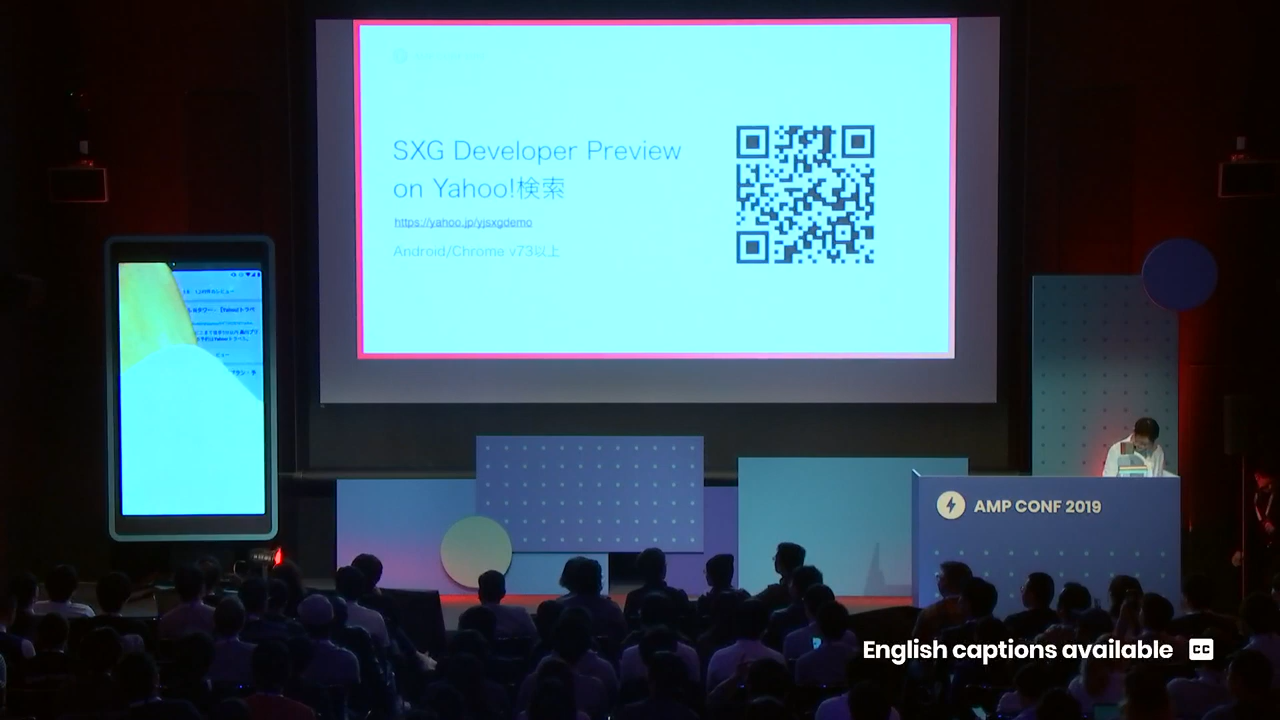 SXG Developer Preview
on Yahoo!検索
https://yahoo.jp/yjsxgdemo
Android/Chrome v73以上
AMP CONF 2019
English captions available
CC